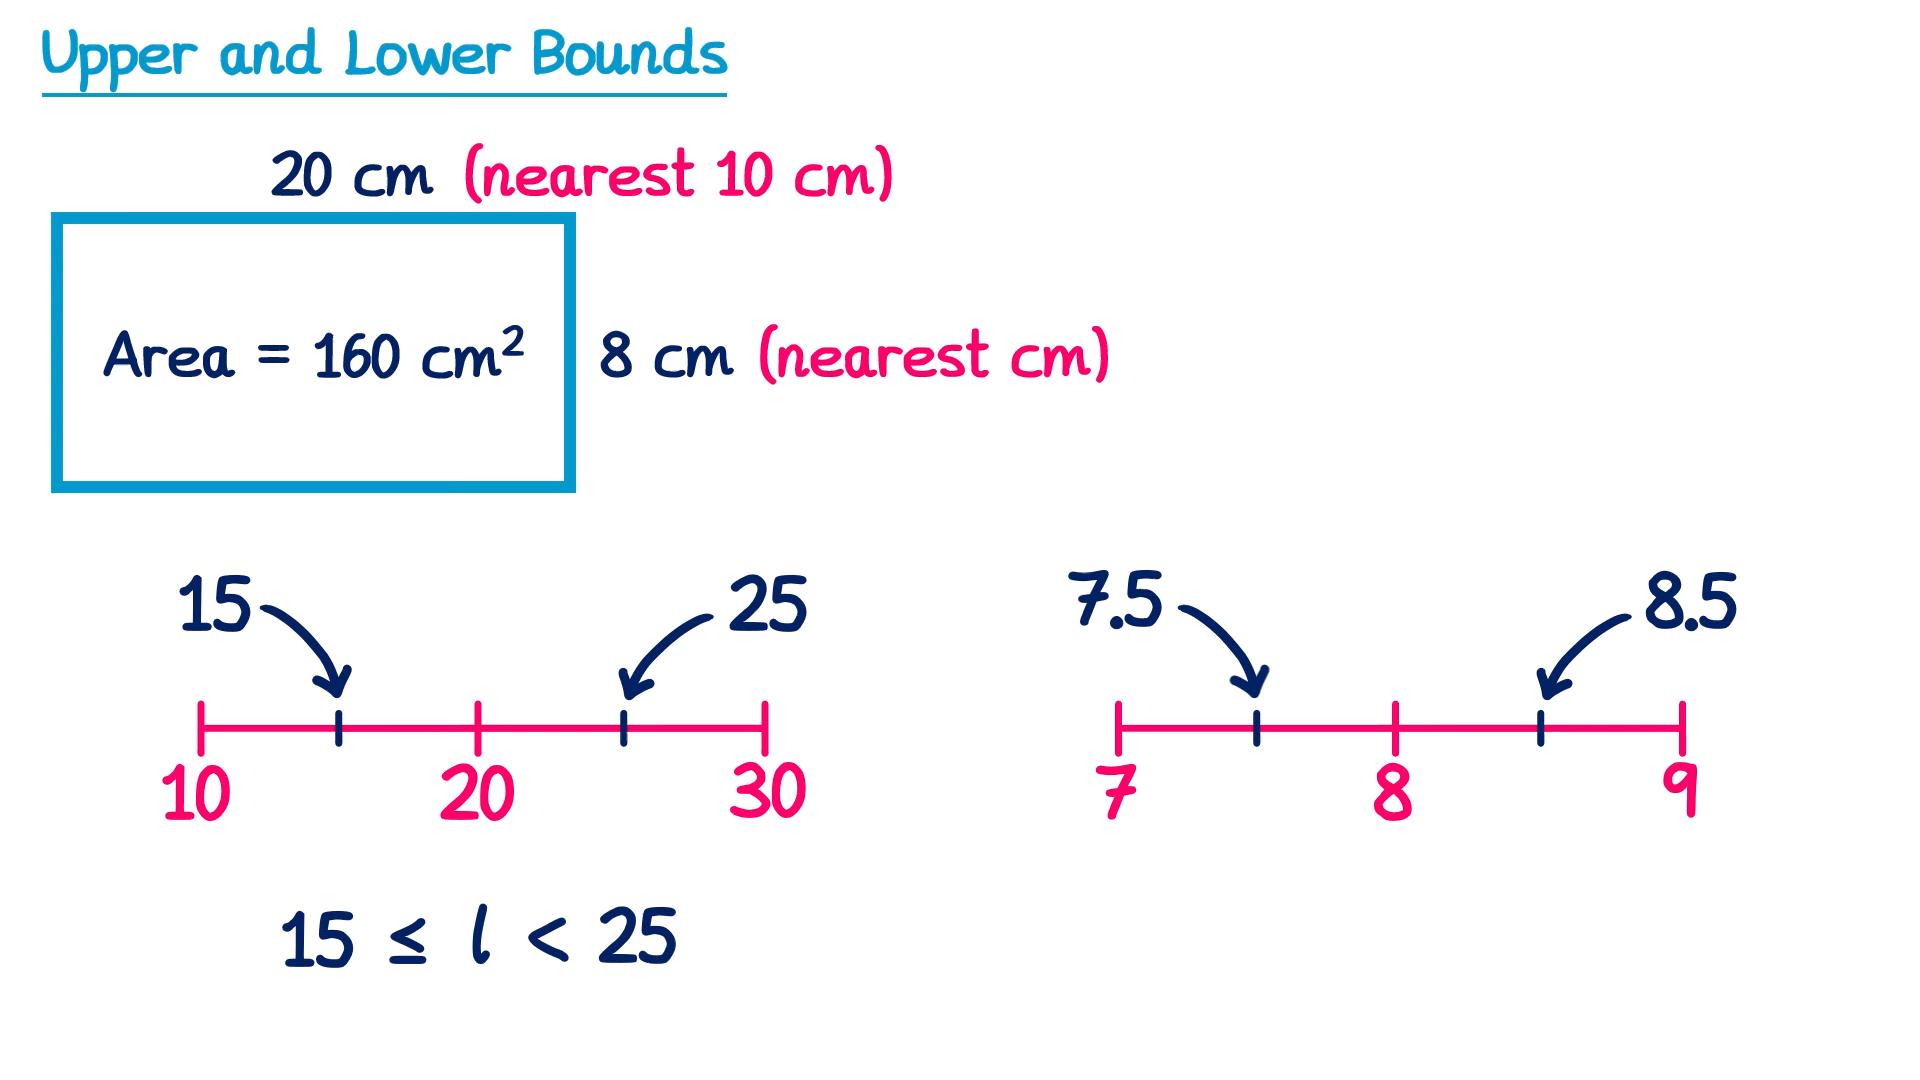 Upper and Lower Bounds
20 cm (nearest 10 cm)
Area = 160 cm² 8 cm (nearest cm)
15 25 7.5 8.5
10 20 30 7 8 9
15 ≤ l < 25